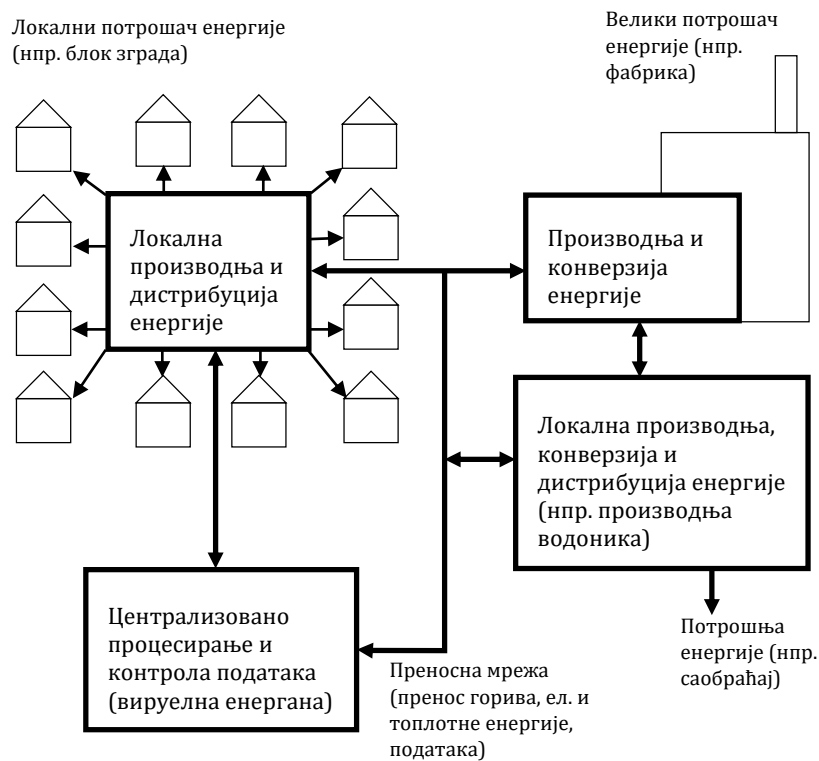 Локални потрошач енергије
(нпр. блок зграда)
Велики потрошач
енергије (нпр.
фабрика)
Локална
производња и
дистрибуција
енергије
Производња и
конверзија
енергије
Локална производња,
конверзија и
дистрибуција енергије
(нпр. производња
водоника)
Централизовано
процесирање и
контрола података
(вируелна енергана)
Преносна мрежа
(пренос горива, ел. и
топлотне енергије,
података)
Потрошња
енергије (нпр.
саобраћај)